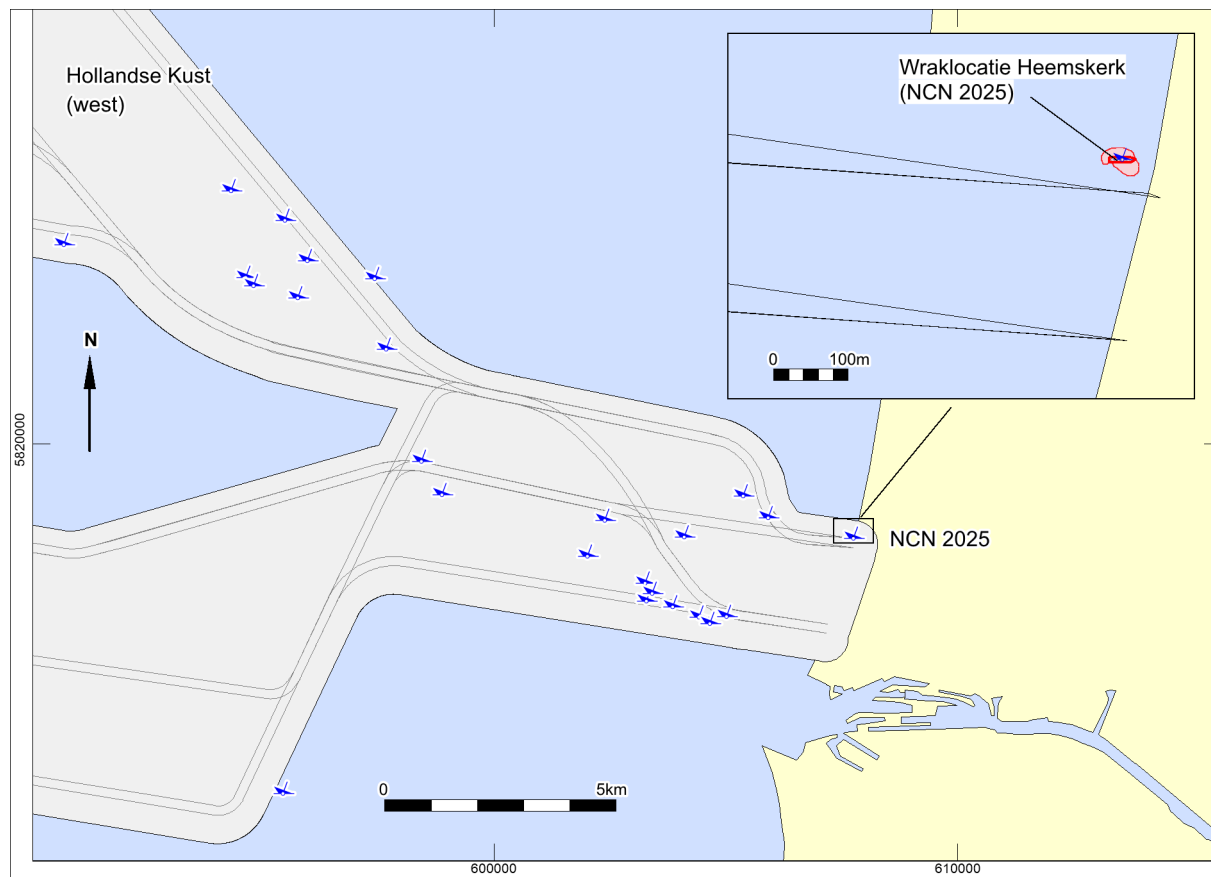 Hollandse Kust
(west)
Wraklocatie Heemskerk
(NCN 2025)
0
100m
N
5820000
NCN 2025
0
5km
600000
610000